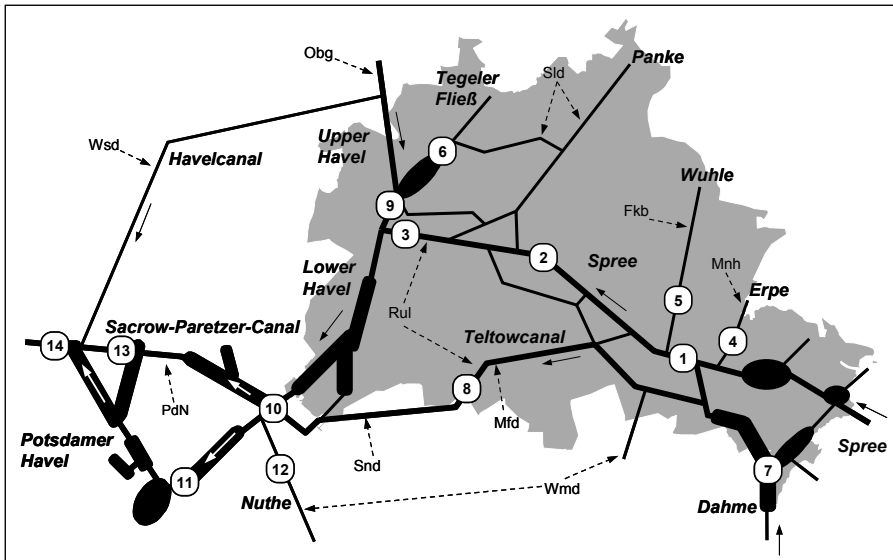 Obg
Tegeler
Fließ
Sld
Panke
Wsd
Havelcanal
Upper
Havel
6
Wuhle
9
Fkb
3
2
Mnh
Lower
Havel
Spree
Erpe
5
Rul
Sacrow-Paretzer-Canal
Teltowcanal
4
14
13
1
PdN
8
10
Mfd
Potsdamer
Havel
Snd
Spree
12
11
7
Nuthe
Wmd
Dahme